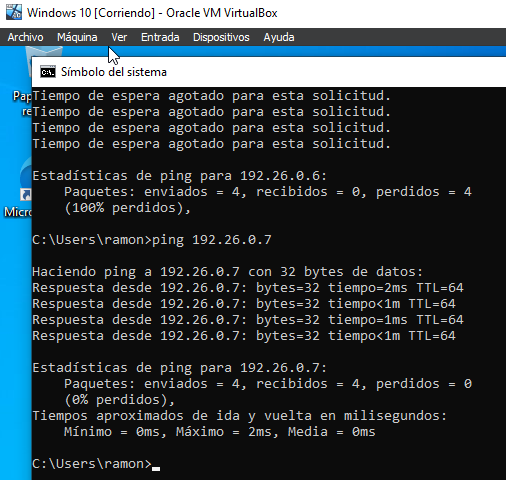 Windows 10 [Corriendo] - Oracle VM VirtualBox
Archivo Máquina Ver Entrada Dispositivos Ayuda
Símbolo del sistema
Tiempo de espera agotado para esta solicitud.
Tiempo de espera agotado para esta solicitud.
Tiempo de espera agotado para esta solicitud.
Tiempo de espera agotado para esta solicitud.
Estadísticas de ping para 192.26.0.6:
Paquetes: enviados = 4, recibidos = 0, perdidos = 4
(100% perdidos),
C:\Users\ramon>ping 192.26.0.7
Haciendo ping a 192.26.0.7 con 32 bytes de datos:
Respuesta desde 192.26.0.7: bytes=32 tiempo=2ms TTL=64
Respuesta desde 192.26.0.7: bytes=32 tiempo<1m TTL=64
Respuesta desde 192.26.0.7: bytes=32 tiempo=1ms TTL=64
Respuesta desde 192.26.0.7: bytes=32 tiempo<1m TTL=64
Estadísticas de ping para 192.26.0.7:
Paquetes: enviados = 4, recibidos = 4, perdidos = 0
(0% perdidos),
Tiempos aproximados de ida y vuelta en milisegundos:
Mínimo = 0ms, Máximo = 2ms, Media = 0ms
C:\Users\ramon>